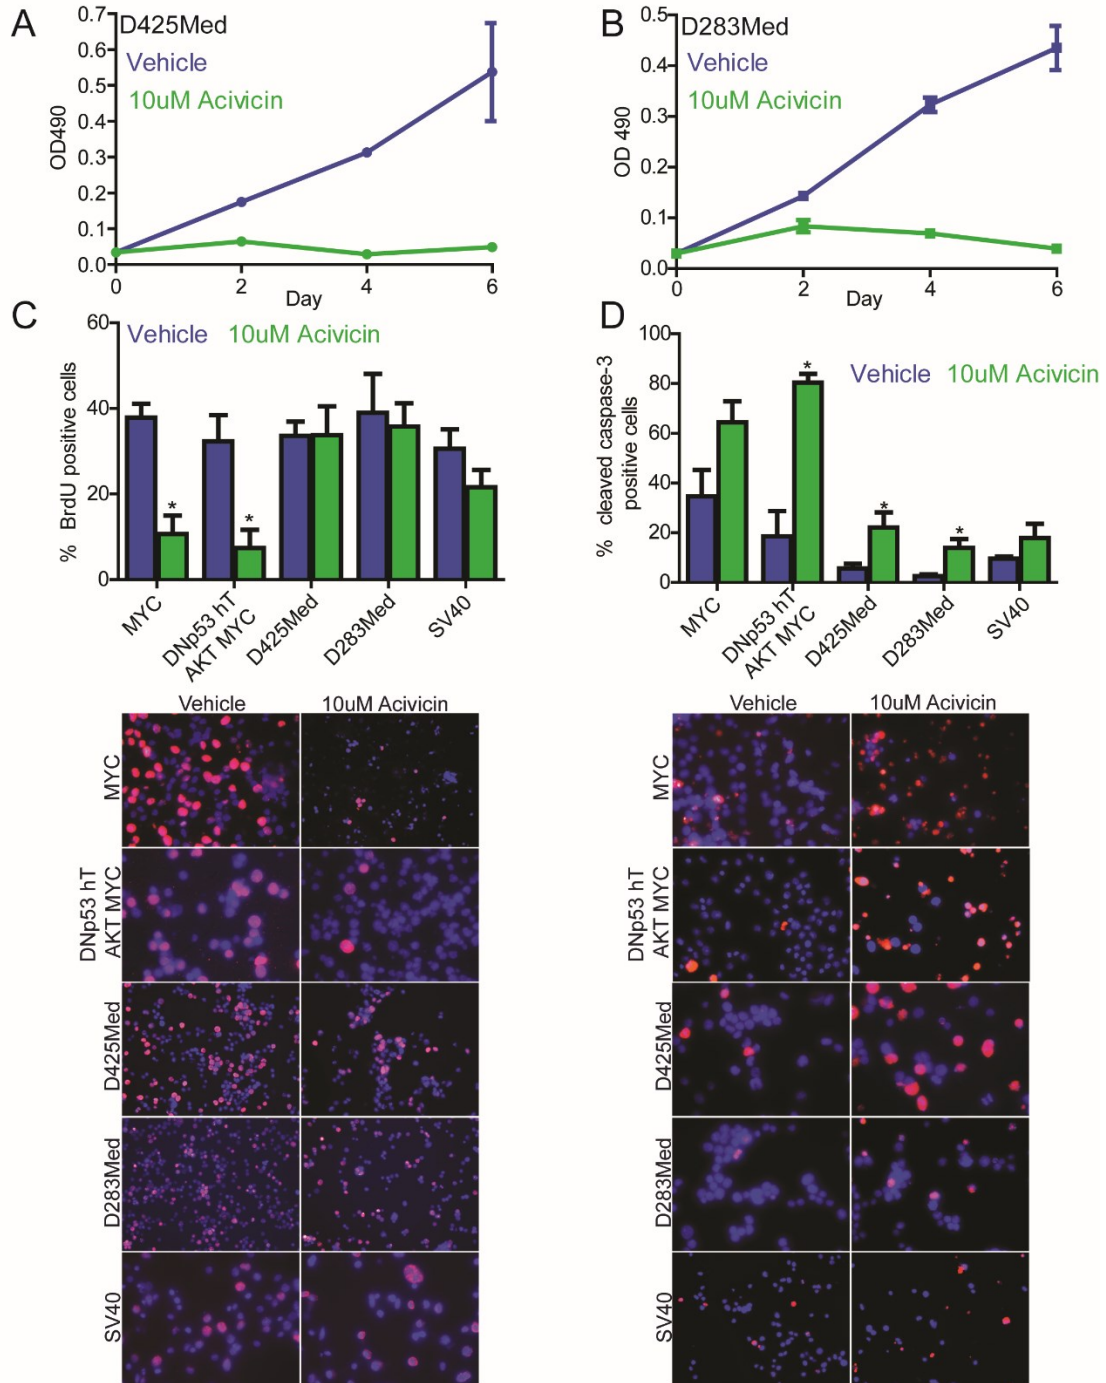 A
D425Med
Vehicle
10uM Acivicin
OD490
0.7
0.6
0.5
0.4
0.3
0.2
0.1
0.0
0 2 4 6
Day
B
D283Med
Vehicle
10uM Acivicin
OD 490
0.5
0.4
0.3
0.2
0.1
0.0
0 2 4 6
Day
C
Vehicle 10uM Acivicin
% BrdU positive cells
60
40
20
0
* *
MYC
DNp53 hT
AKT MYC
D425Med
D283Med
SV40
Vehicle 10uM Acivicin
MYC
DNp53 hT
AKT MYC
D425Med
D283Med
SV40
D
Vehicle 10uM Acivicin
% cleaved caspase-3
positive cells
100
80
60
40
20
0
* * *
MYC
DNp53 hT
AKT MYC
D425Med
D283Med
SV40
Vehicle 10uM Acivicin
MYC
DNp53 hT
AKT MYC
D425Med
D283Med
SV40